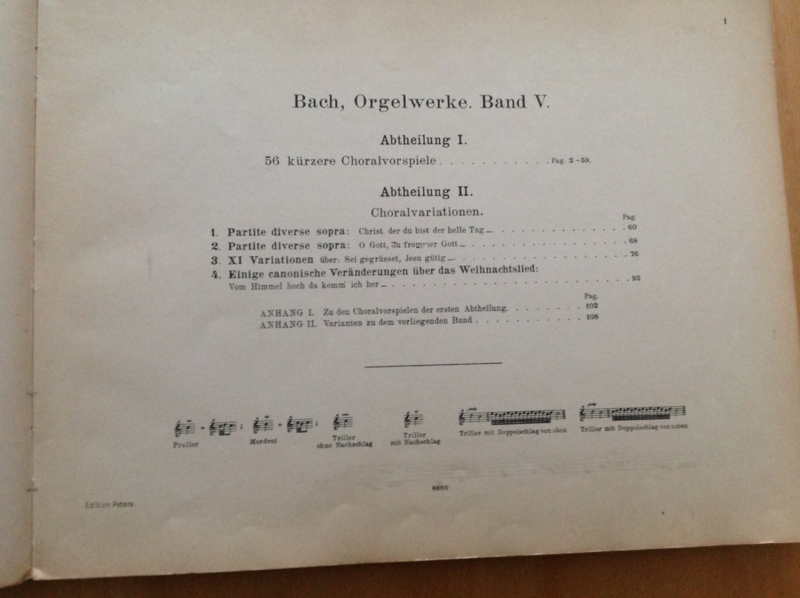 1
Bach, Orgelwerke. Band V.
Abtheilung I.
56 kürzere Choralvorspiele . . . . . . . . . . . Pag. 2-59.
Abtheilung II.
Choralvariationen.
Pag.
1. Partite diverse sopra: Christ, der du bist der helle Tag . . . . . . . . . . . 60
2. Partite diverse sopra: O Gott, du frommer Gott . . . . . . . . . . . 68
3. XI Variationen über: Sei gegrüsset, Jesu gütig . . . . . . . . . . . 76
4. Einige canonische Veränderungen über das Weihnachtslied:
Vom Himmel hoch da komm' ich her . . . . . . . . . . . 92
Pag.
ANHANG I. Zu den Choralvorspielen der ersten Abtheilung. . . . . . . . 102
ANHANG II. Varianten zu dem vorliegenden Band . . . . . . . . . . . 108
Praller
Mordent
Triller
ohne Nachschlag
Triller
mit Nachschlag
Triller mit Doppelschlag von oben
Triller mit Doppelschlag von unten
Edition Peters.